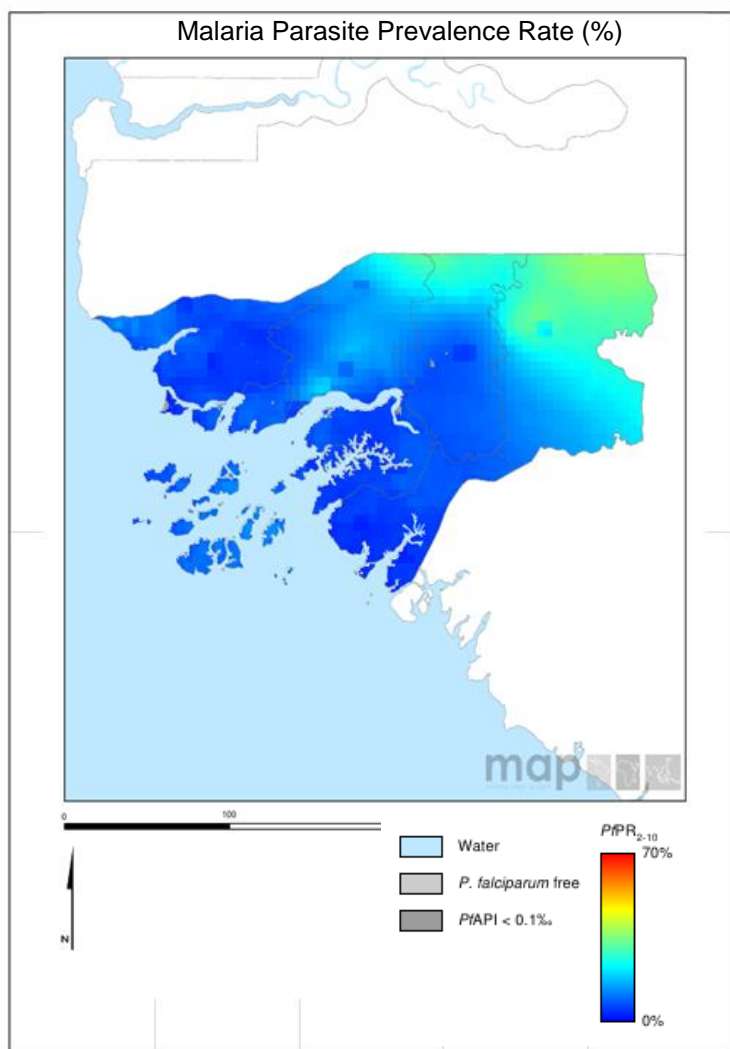 Malaria Parasite Prevalence Rate (%)
map
0 100
Water
P. falciparum free
PfAPI < 0.1‰
N
PfPR2-10
70%
0%